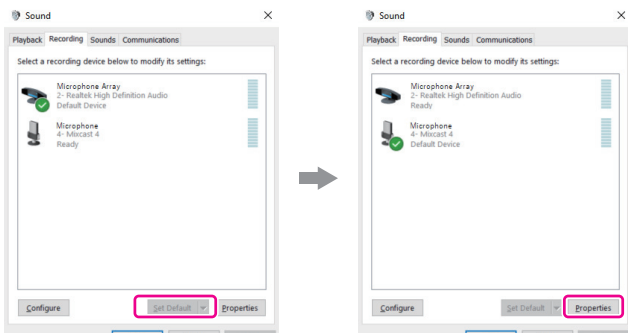 Sound
Playback Recording Sounds Communications
Select a recording device below to modify its settings:
Microphone Array
2- Realtek High Definition Audio
Default Device
Microphone
4- Mixcast 4
Ready
Configure Set Default Properties
Sound
Playback Recording Sounds Communications
Select a recording device below to modify its settings:
Microphone Array
2- Realtek High Definition Audio
Ready
Microphone
4- Mixcast 4
Default Device
Configure Set Default Properties